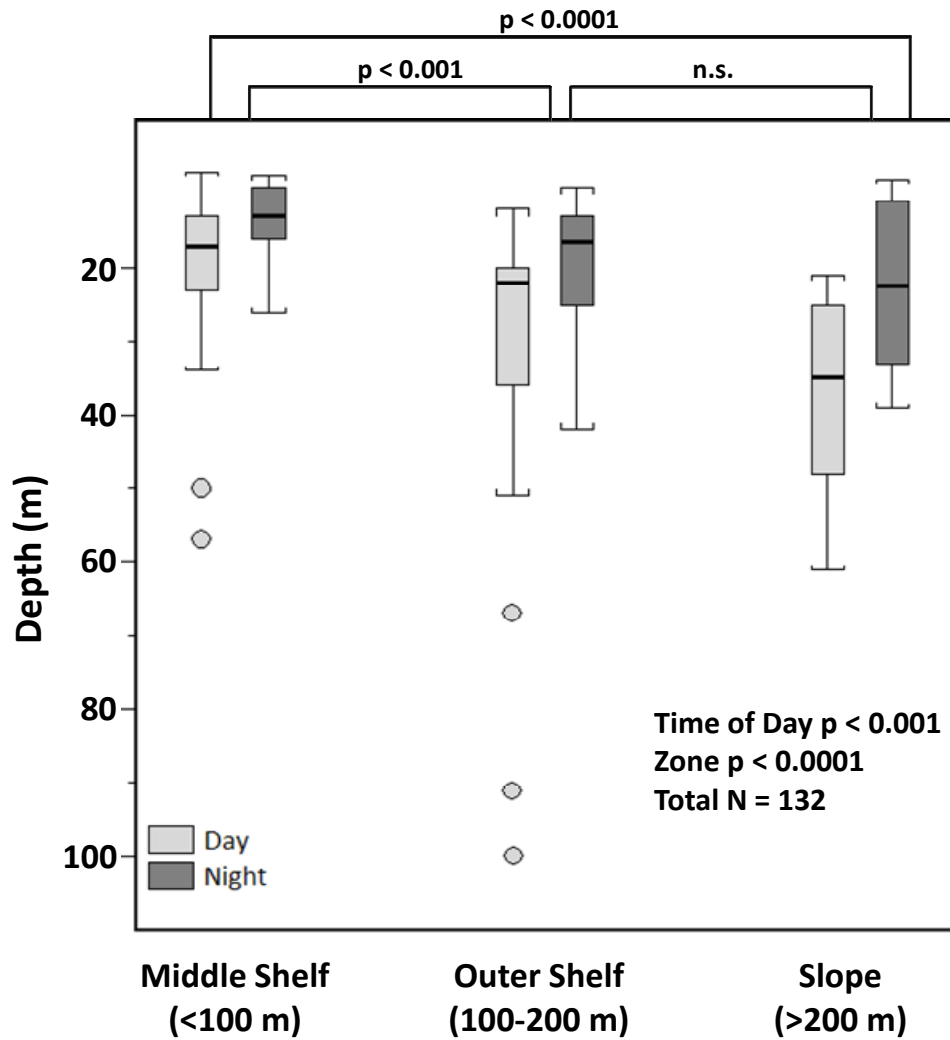 p < 0.0001
p < 0.001
n.s.
20
40
60
80
100
Depth (m)
Time of Day p < 0.001
Zone p < 0.0001
Total N = 132
Day
Night
Middle Shelf
(<100 m)
Outer Shelf
(100-200 m)
Slope
(>200 m)